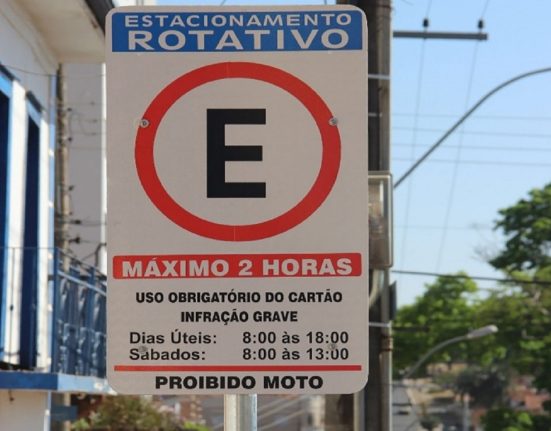 ESTACIONAMENTO
ROTATIVO
E
MÁXIMO 2 HORAS
USO OBRIGATÓRIO DO CARTÃO
INFRAÇÃO GRAVE
Dias Úteis: 8:00 às 18:00
Sábados: 8:00 às 13:00
PROIBIDO MOTO